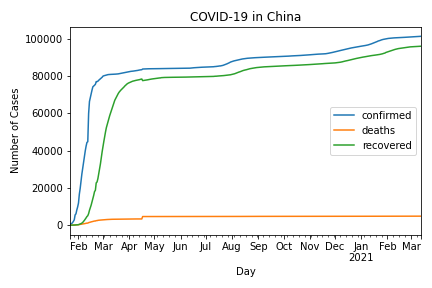 COVID-19 in China
Number of Cases
100000
80000
60000
40000
20000
0
confirmed
deaths
recovered
Feb Mar Apr May Jun Jul Aug Sep Oct Nov Dec Jan Feb Mar
2021
Day